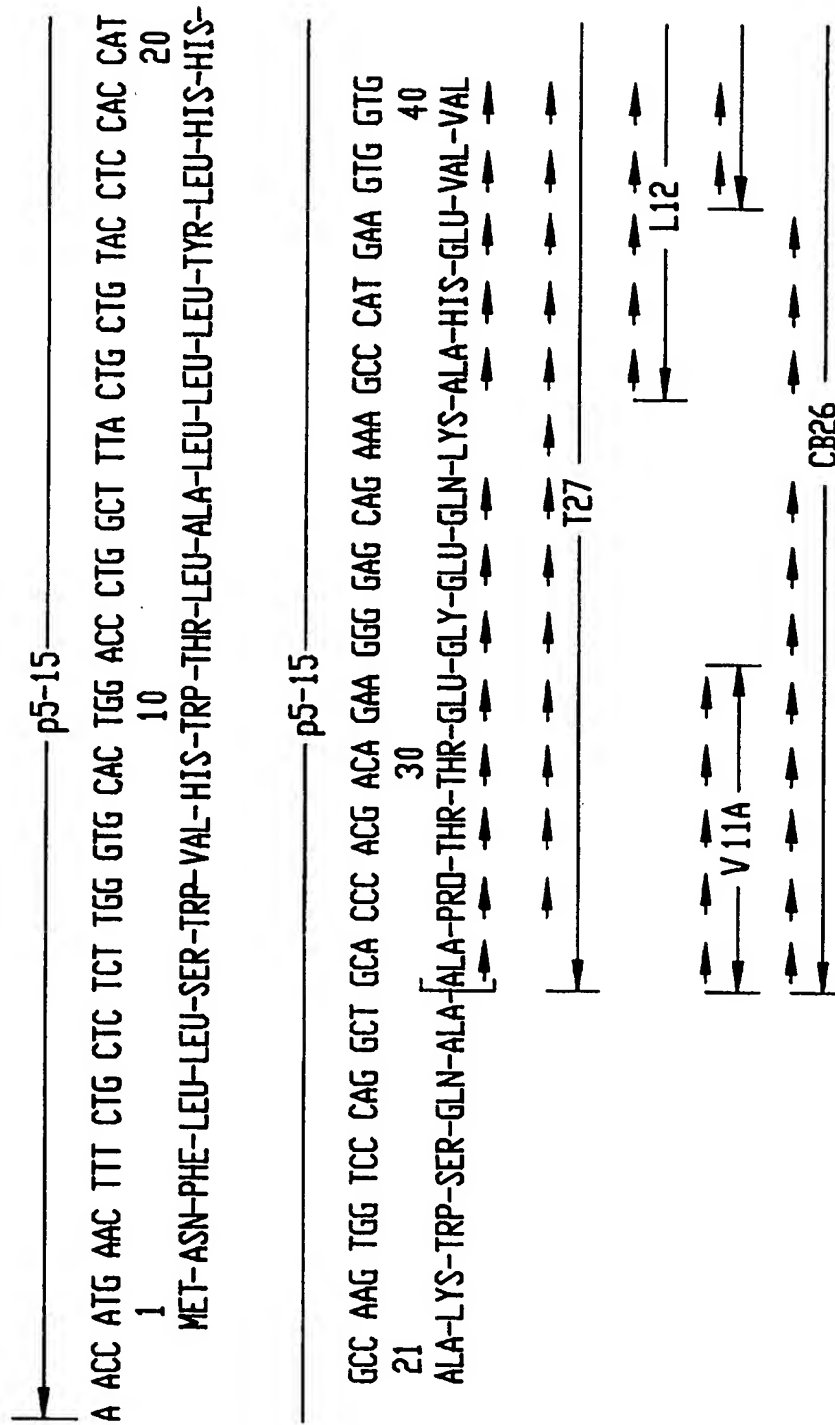 p5-15
A ACC ATG AAC TTT CTG CTC TCT TGG GTG CAC TGG ACC CTG GCT TTA CTG CTG TAC CTC CAC CAT
1 10 20
MET-ASN-PHE-LEU-LEU-SER-TRP-VAL-HIS-TRP-THR-LEU-ALA-LEU-LEU-LEU-TYR-LEU-HIS-HIS-
p5-15
GCC AAG TGG TCC CAG GCT GCA CCC ACG ACA GAA GGG GAG CAG AAA GCC CAT GAA GTG GTG
21 30 40
ALA-LYS-TRP-SER-GLN-ALA-ALA-PRO-THR-THR-GLU-GLY-GLU-GLN-LYS-ALA-HIS-GLU-VAL-VAL
T27
L12
V11A
CB26